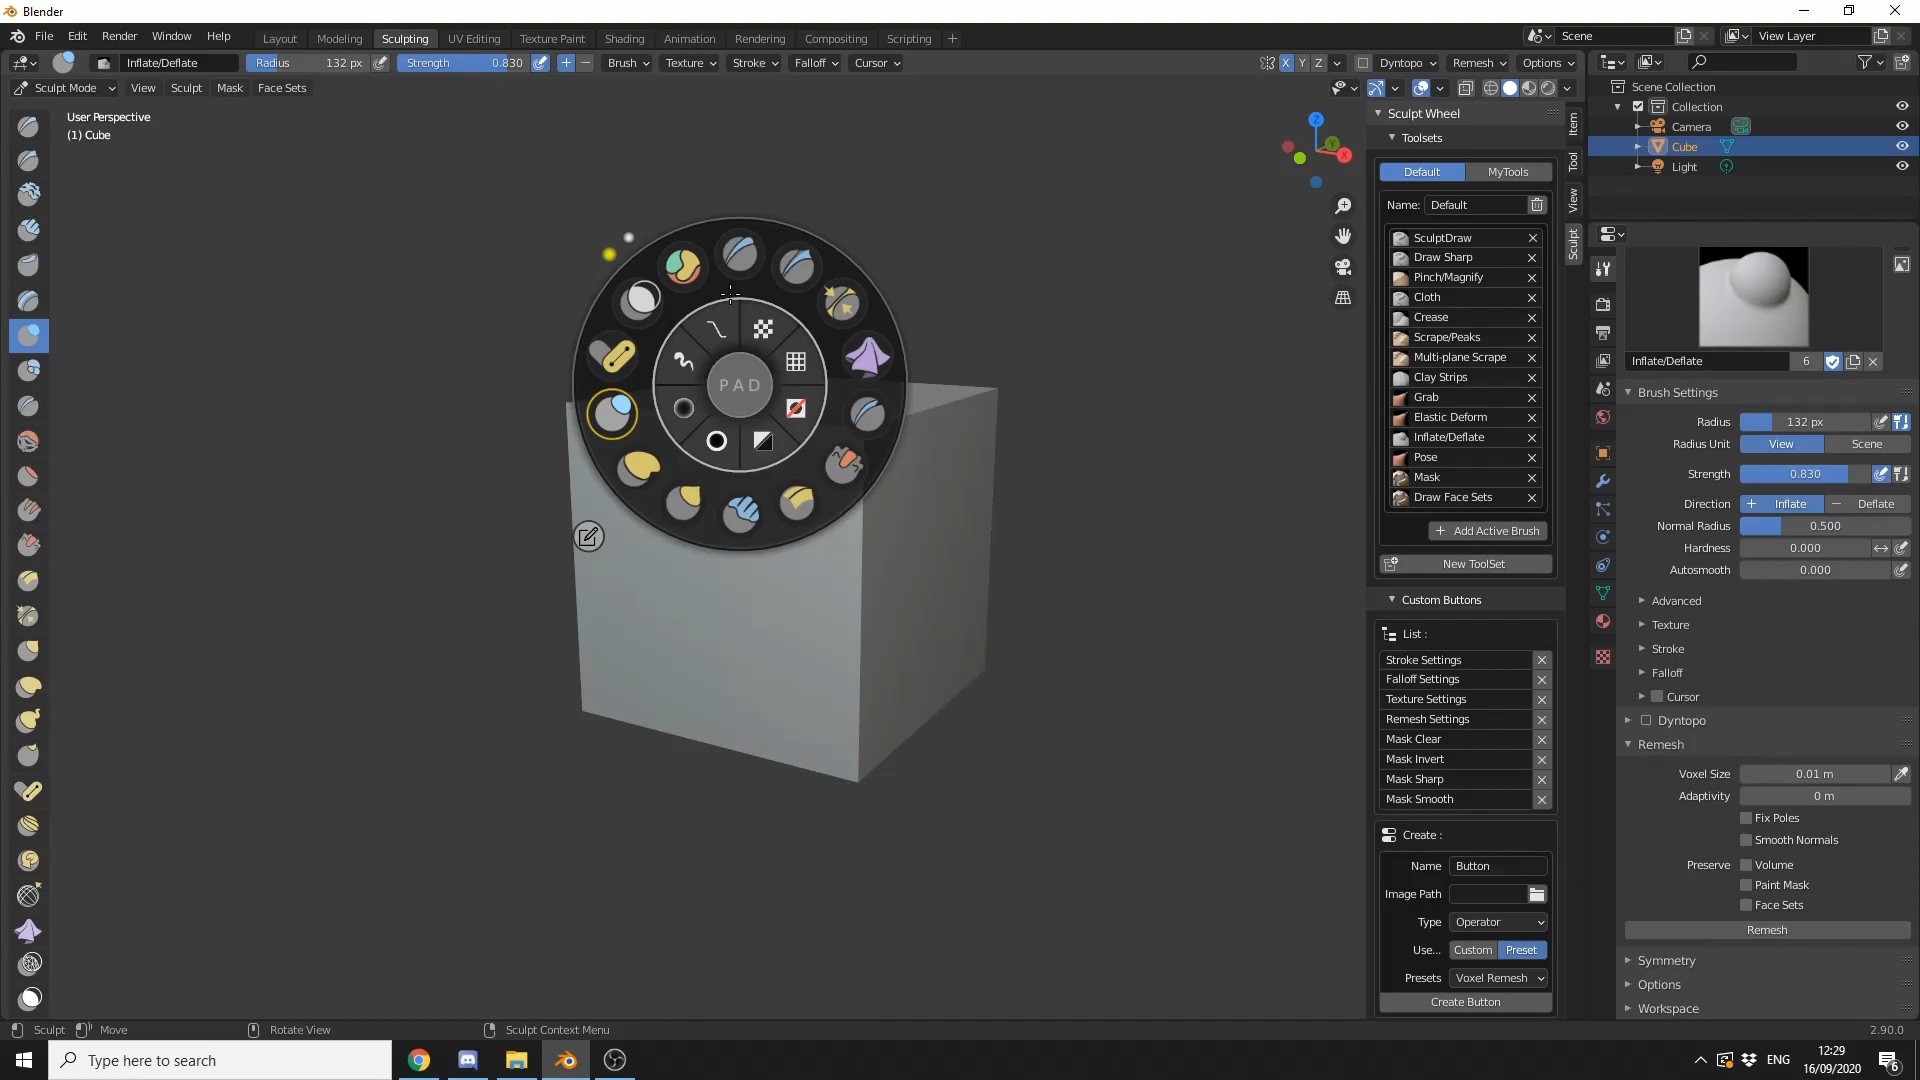 Blender
File Edit Render Window Help
Layout Modeling Sculpting UV Editing Texture Paint Shading Animation Rendering Compositing Scripting +
Scene
View Layer
Inflate/Deflate Radius 132 px Strength 0.830 Brush Texture Stroke Falloff Cursor
X Y Z Dyntopo Remesh Options
Sculpt Mode View Sculpt Mask Face Sets
User Perspective
(1) Cube
Z
Y
X
PAD
Sculpt Wheel
Toolsets
Default MyTools
Name: Default
SculptDraw
Draw Sharp
Pinch/Magnify
Cloth
Crease
Scrape/Peaks
Multi-plane Scrape
Clay Strips
Grab
Elastic Deform
Inflate/Deflate
Pose
Mask
Draw Face Sets
+ Add Active Brush
New ToolSet
Custom Buttons
List :
Stroke Settings
Falloff Settings
Texture Settings
Remesh Settings
Mask Clear
Mask Invert
Mask Sharp
Mask Smooth
Create :
Name Button
Image Path
Type Operator
Use... Custom Preset
Presets Voxel Remesh
Create Button
Item
Tool
View
Sculpt
Scene Collection
Collection
Camera
Cube
Light
Inflate/Deflate 6
Brush Settings
Radius 132 px
Radius Unit View Scene
Strength 0.830
Direction + Inflate − Deflate
Normal Radius 0.500
Hardness 0.000
Autosmooth 0.000
Advanced
Texture
Stroke
Falloff
Cursor
Dyntopo
Remesh
Voxel Size 0.01 m
Adaptivity 0 m
Fix Poles
Smooth Normals
Preserve Volume
Paint Mask
Face Sets
Remesh
Symmetry
Options
Workspace
Sculpt Move Rotate View Sculpt Context Menu
2.90.0
Type here to search
ENG
12:29
16/09/2020
6